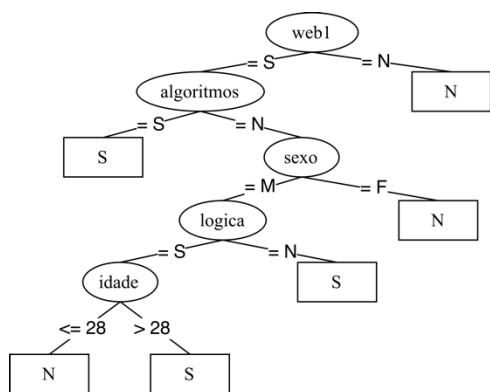 web1
= S = N
algoritmos N
= S = N
S sexo
= M = F
logica N
= S = N
idade S
<= 28 > 28
N S